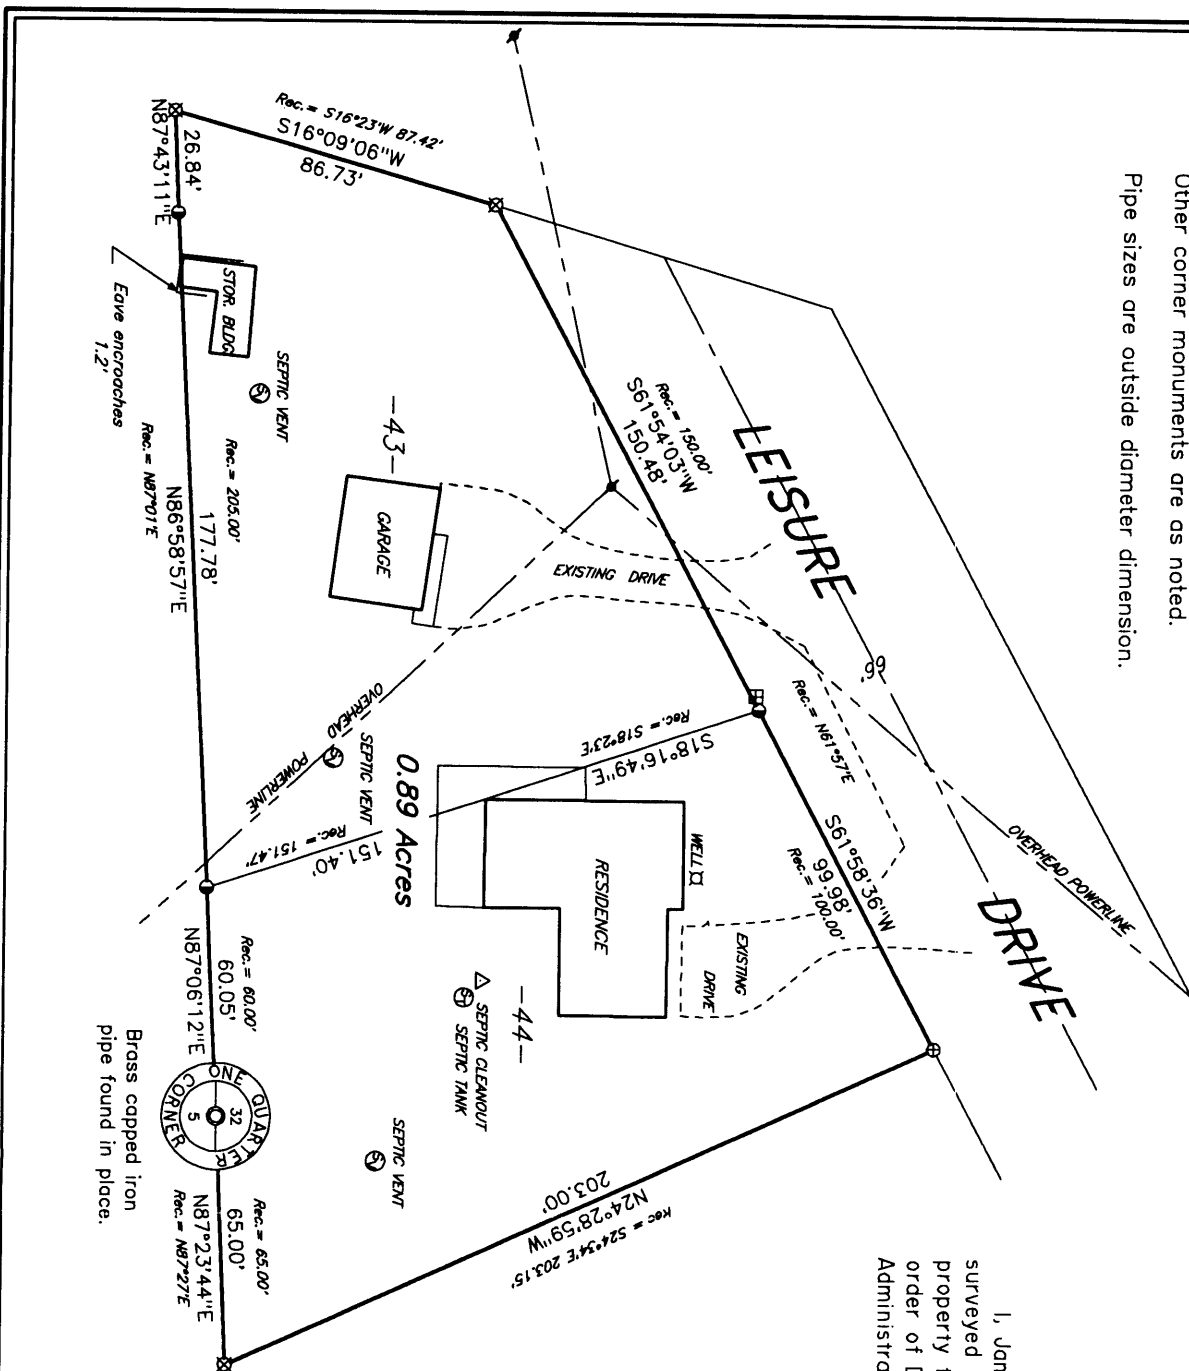 Other corner monuments are as noted.
Pipe sizes are outside diameter dimension.
Rec.= S16°23'W 87.42'
S16°09'06"W
86.73'
26.84'
N87°43'11"E
STOR. BLDG
Eave encroaches
1.2'
SEPTIC VENT
SV
Rec.= 205.00'
177.78'
N86°58'57"E
Rec.= N87°01'E
-43-
GARAGE
EXISTING DRIVE
Rec.= 150.00'
S61°54'03"W
150.48'
LEISURE
DRIVE
66'
Rec.= N61°57'E
S61°58'36"W
99.98'
Rec.= 100.00'
OVERHEAD POWERLINE
OVERHEAD POWERLINE
Rec.= S18°23'E
S18°16'49"E
151.40'
Rec.= 151.47'
SEPTIC VENT
SV
0.89 Acres
WELL
RESIDENCE
EXISTING
DRIVE
-44-
SEPTIC CLEANOUT
ST SEPTIC TANK
SEPTIC VENT
SV
Rec.= 60.00'
60.05'
N87°06'12"E
ONE QUARTER
CORNER
32
5
Brass capped iron
pipe found in place.
Rec.= 65.00'
65.00'
N87°23'44"E
Rec.= N87°27'E
203.00'
N24°28'59"W
Rec = S24°34'E 203.15'
I, Jan
surveyed
property
order of
Administra